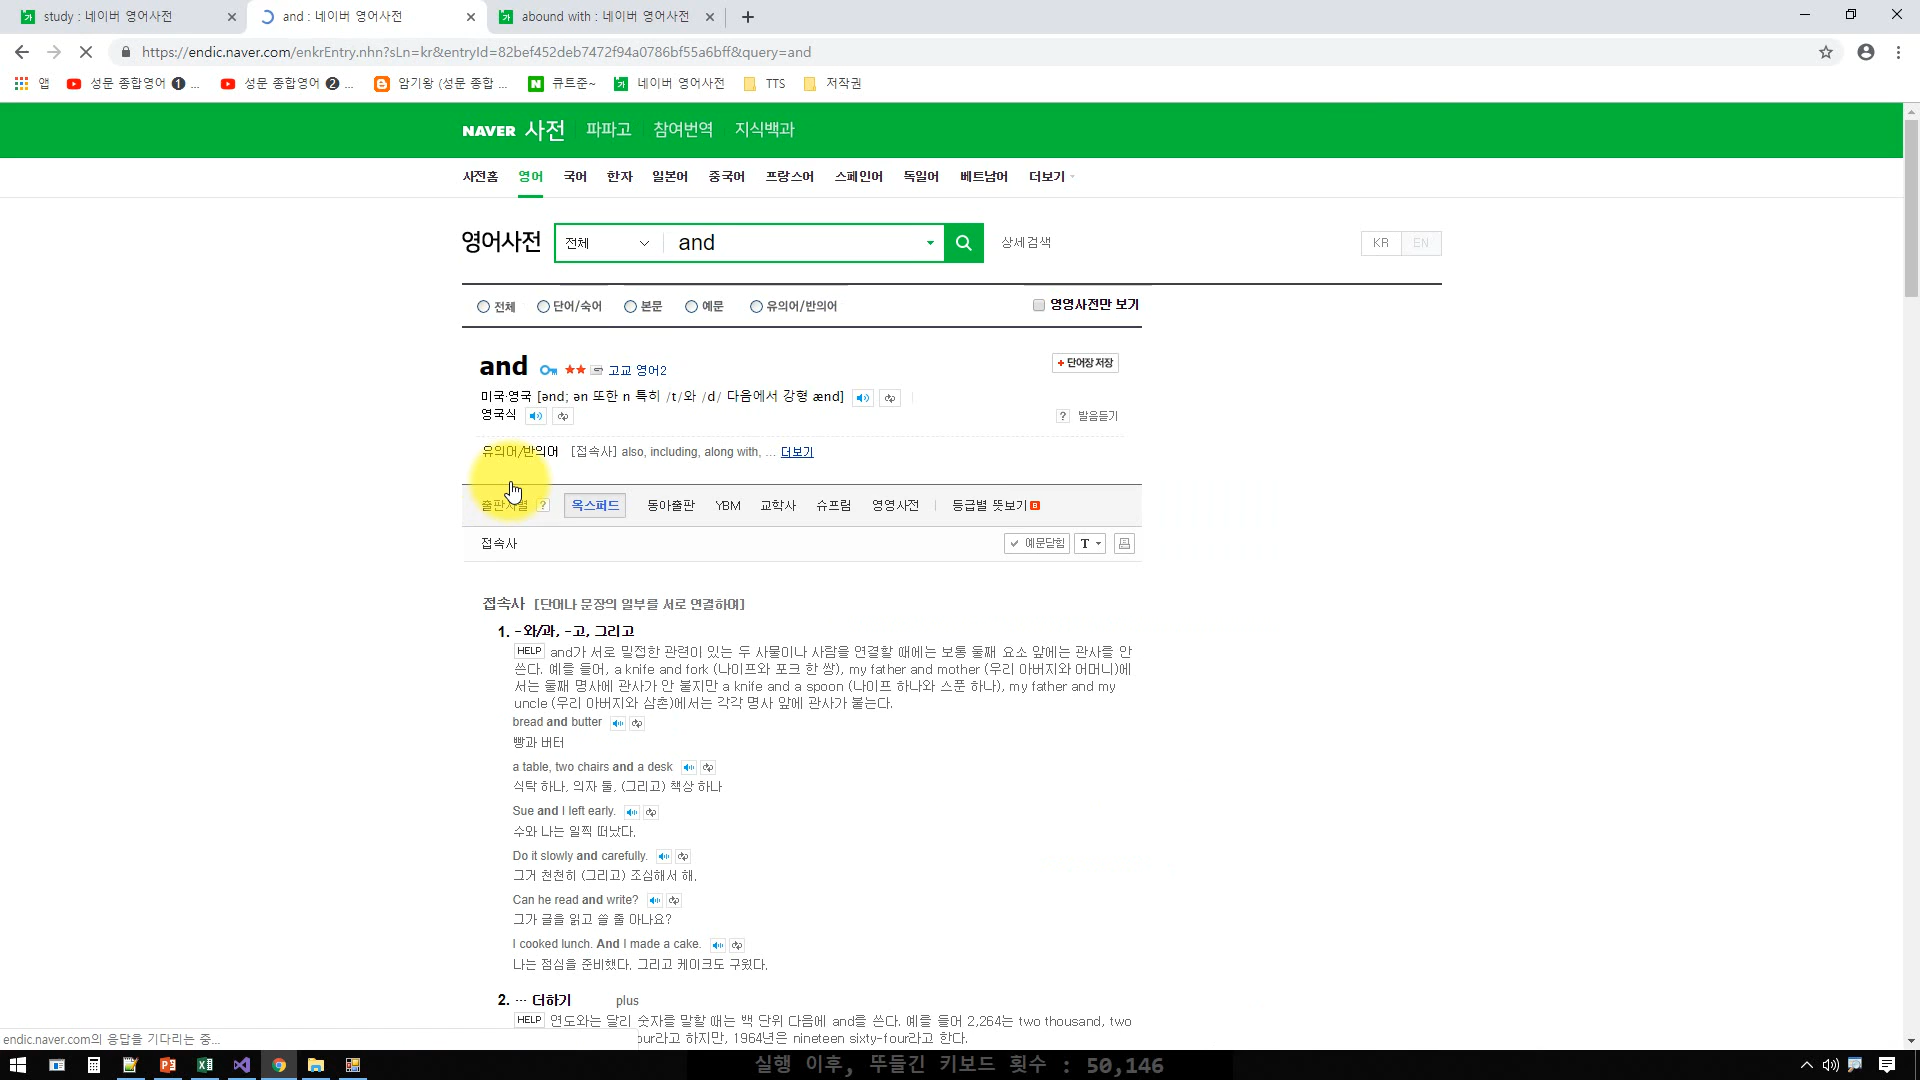 study : 네이버 영어사전
and : 네이버 영어사전
abound with : 네이버 영어사전
https://endic.naver.com/enkrEntry.nhn?sLn=kr&entryId=82bef452deb7472f94a0786bf55a6bff&query=and
앱 성문 종합영어 ❶ ... 성문 종합영어 ❷ ... 암기왕 (성문 종합 ... 큐트준~ 네이버 영어사전 TTS 저작권
NAVER 사전 파파고 참여번역 지식백과
사전홈 영어 국어 한자 일본어 중국어 프랑스어 스페인어 독일어 베트남어 더보기
영어사전 전체 and 상세검색 KR EN
전체 단어/숙어 본문 예문 유의어/반의어 영영사전만 보기
and 고교 영어2 + 단어장 저장
미국·영국 [ənd; ən 또한 n 특히 /t/와 /d/ 다음에서 강형 ænd]
영국식 ? 발음듣기
유의어/반의어 [접속사] also, including, along with, ... 더보기
출판사별 ? 옥스퍼드 동아출판 YBM 교학사 슈프림 영영사전 등급별 뜻보기
접속사 예문닫힘 T
접속사 [단어나 문장의 일부를 서로 연결하여]
1. -와/과, -고, 그리고
HELP and가 서로 밀접한 관련이 있는 두 사물이나 사람을 연결할 때에는 보통 둘째 요소 앞에는 관사를 안
쓴다. 예를 들어, a knife and fork (나이프와 포크 한 쌍), my father and mother (우리 아버지와 어머니)에
서는 둘째 명사에 관사가 안 붙지만 a knife and a spoon (나이프 하나와 스푼 하나), my father and my
uncle (우리 아버지와 삼촌)에서는 각각 명사 앞에 관사가 붙는다.
bread and butter
빵과 버터
a table, two chairs and a desk
식탁 하나, 의자 둘, (그리고) 책상 하나
Sue and I left early.
수와 나는 일찍 떠났다.
Do it slowly and carefully.
그거 천천히 (그리고) 조심해서 해.
Can he read and write?
그가 글을 읽고 쓸 줄 아나요?
I cooked lunch. And I made a cake.
나는 점심을 준비했다. 그리고 케이크도 구웠다.
2. … 더하기 plus
HELP 연도와는 달리 숫자를 말할 때는 백 단위 다음에 and를 쓴다. 예를 들어 2,264는 two thousand, two
our라고 하지만, 1964년은 nineteen sixty-four라고 한다.
endic.naver.com의 응답을 기다리는 중...
실행 이후, 뚜들긴 키보드 횟수 : 50,146